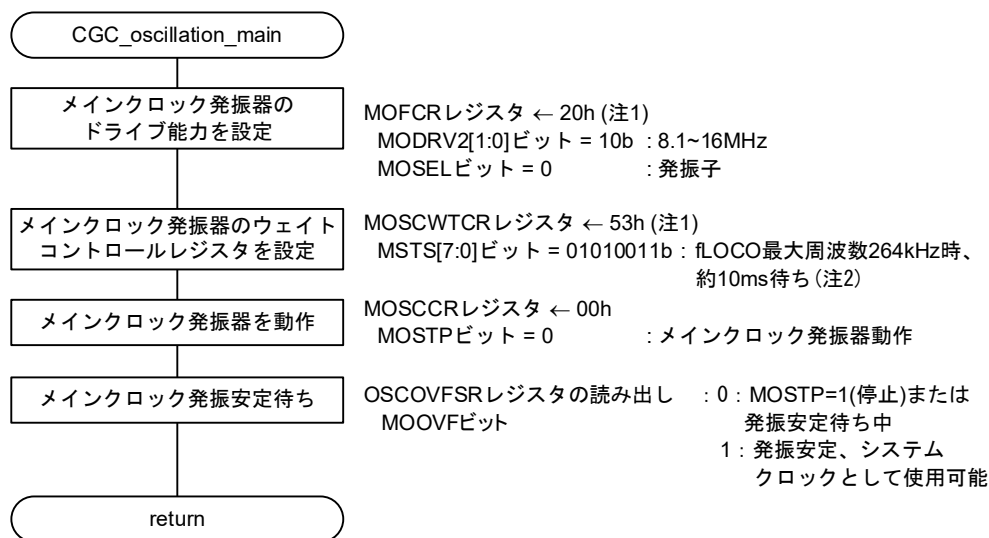 CGC_oscillation_main
メインクロック発振器の
ドライブ能力を設定
MOFCRレジスタ ← 20h (注1)
MODRV2[1:0]ビット = 10b : 8.1~16MHz
MOSELビット = 0 : 発振子
メインクロック発振器のウェイト
コントロールレジスタを設定
MOSCWTCRレジスタ ← 53h (注1)
MSTS[7:0]ビット = 01010011b : fLOCO最大周波数264kHz時、
約10ms待ち(注2)
メインクロック発振器を動作
MOSCCRレジスタ ← 00h
MOSTPビット = 0 : メインクロック発振器動作
メインクロック発振安定待ち
OSCOVFSRレジスタの読み出し : 0 : MOSTP=1(停止)または
MOOVFビット 発振安定待ち中
1 : 発振安定、システム
クロックとして使用可能
return